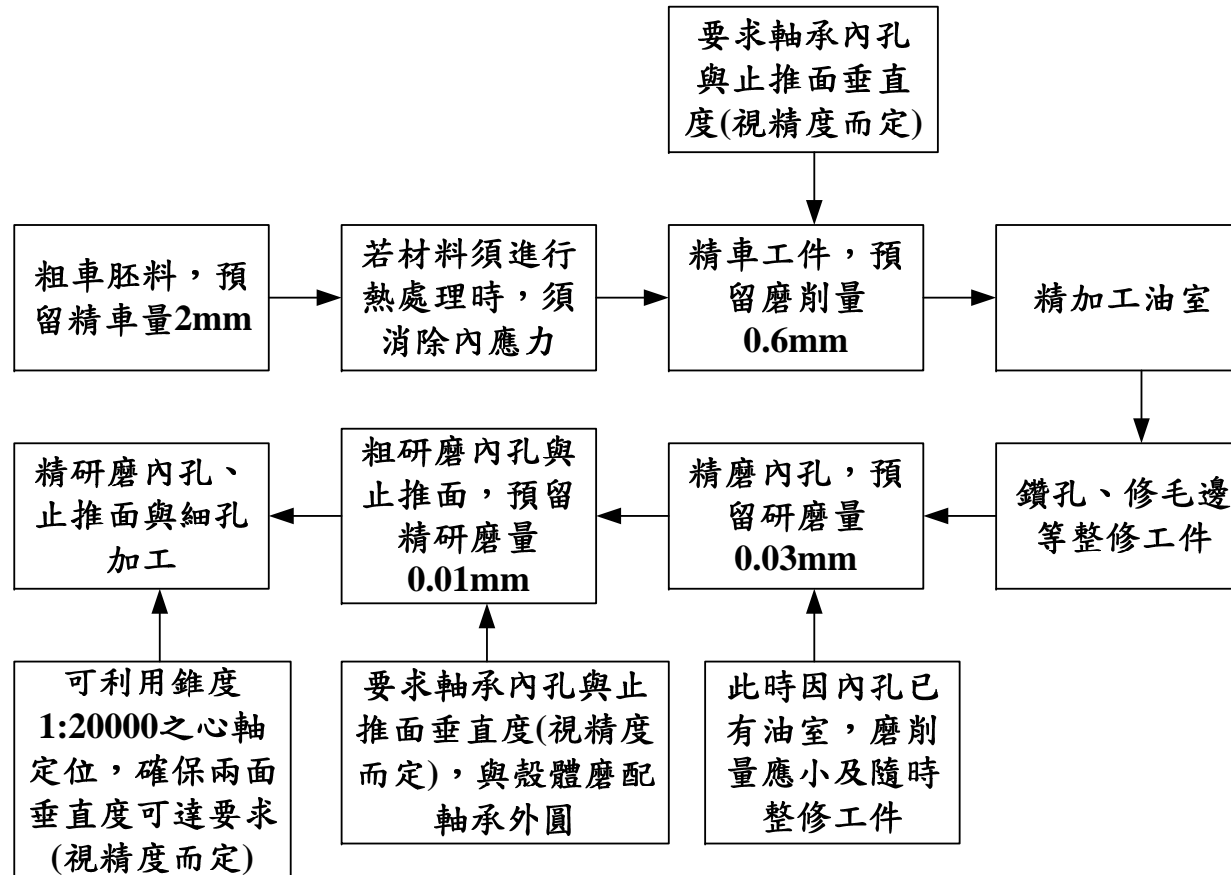 要求軸承內孔
與止推面垂直
度(視精度而定)
粗車胚料，預
留精車量2mm
若材料須進行
熱處理時，須
消除內應力
精車工件，預
留磨削量
0.6mm
精加工油室
鑽孔、修毛邊
等整修工件
精磨內孔，預
留研磨量
0.03mm
粗研磨內孔與
止推面，預留
精研磨量
0.01mm
精研磨內孔、
止推面與細孔
加工
可利用錐度
1:20000之心軸
定位，確保兩面
垂直度可達要求
(視精度而定)
要求軸承內孔與止
推面垂直度(視精度
而定)，與殼體磨配
軸承外圓
此時因內孔已
有油室，磨削
量應小及隨時
整修工件